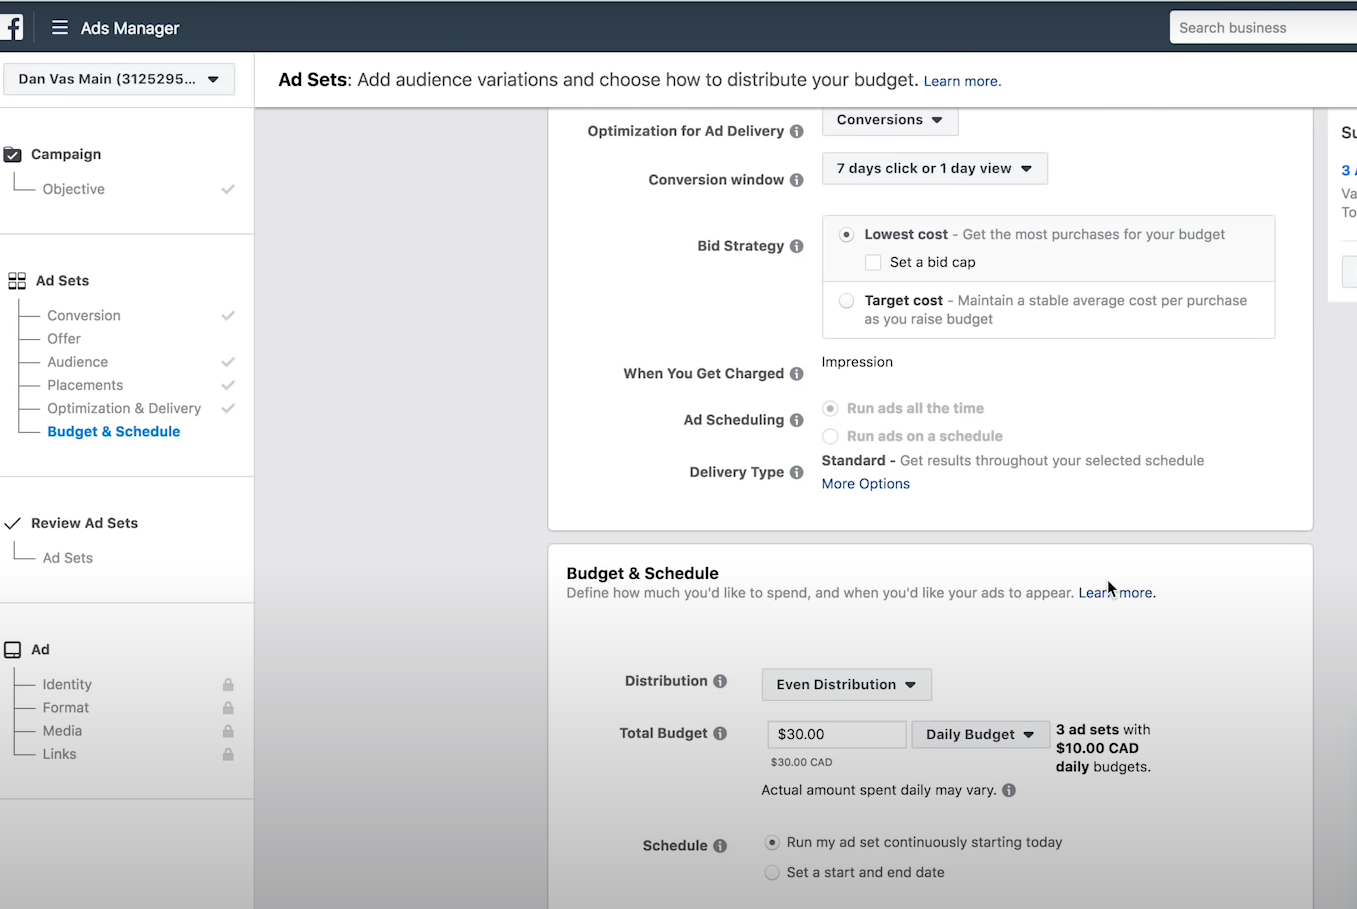 f
Ads Manager
Search business
Dan Vas Main (3125295...
Ad Sets: Add audience variations and choose how to distribute your budget. Learn more.
Campaign
Objective
Ad Sets
Conversion
Offer
Audience
Placements
Optimization & Delivery
Budget & Schedule
Review Ad Sets
Ad Sets
Ad
Identity
Format
Media
Links
Optimization for Ad Delivery
Conversions
Conversion window
7 days click or 1 day view
Bid Strategy
Lowest cost - Get the most purchases for your budget
Set a bid cap
Target cost - Maintain a stable average cost per purchase
as you raise budget
When You Get Charged
Impression
Ad Scheduling
Run ads all the time
Run ads on a schedule
Delivery Type
Standard - Get results throughout your selected schedule
More Options
Budget & Schedule
Define how much you'd like to spend, and when you'd like your ads to appear. Learn more.
Distribution
Even Distribution
Total Budget
$30.00
Daily Budget
3 ad sets with
$10.00 CAD
daily budgets.
$30.00 CAD
Actual amount spent daily may vary.
Schedule
Run my ad set continuously starting today
Set a start and end date
3